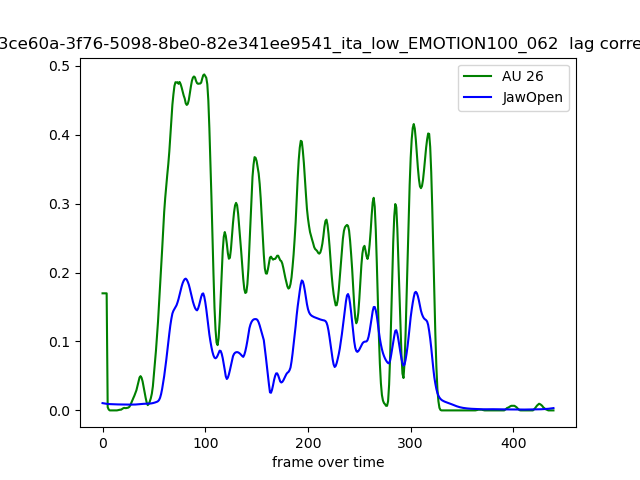 3ce60a-3f76-5098-8be0-82e341ee9541_ita_low_EMOTION100_062 lag corre
AU 26
JawOpen
0.5
0.4
0.3
0.2
0.1
0.0
0 100 200 300 400
frame over time